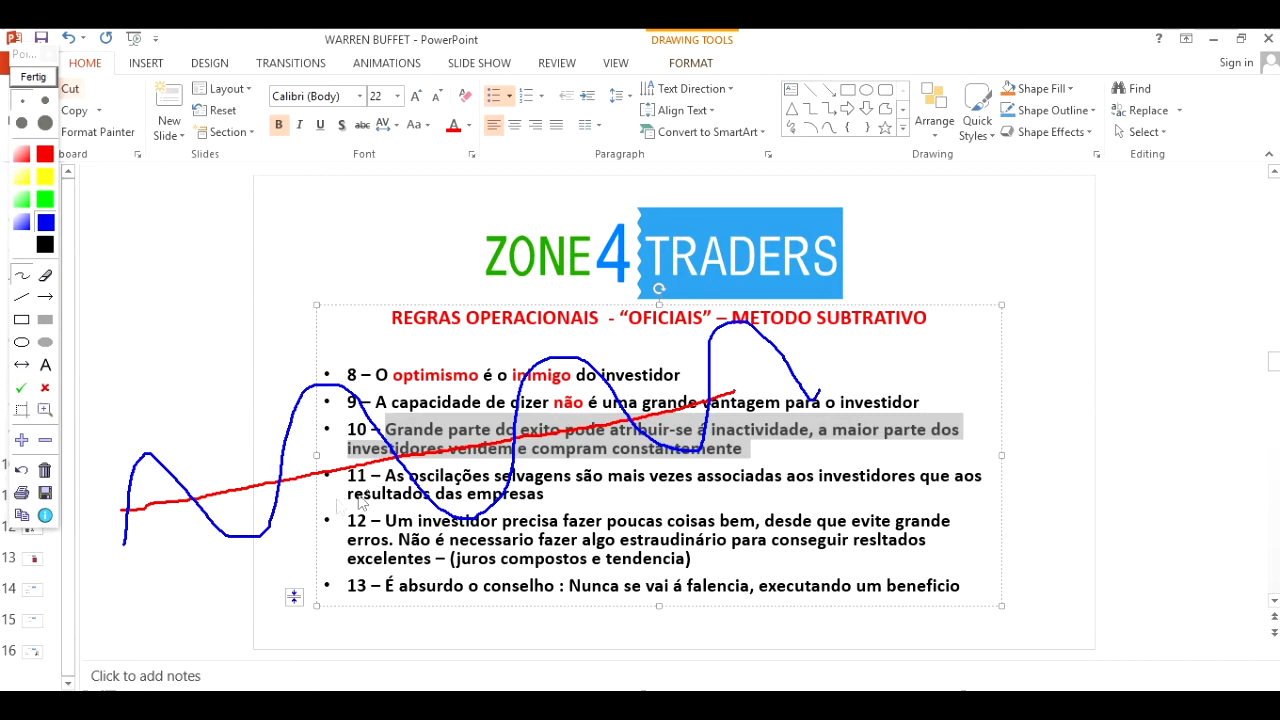 WARREN BUFFET - PowerPoint
DRAWING TOOLS
?
Poi...
Fertig
HOME
INSERT
DESIGN
TRANSITIONS
ANIMATIONS
SLIDE SHOW
REVIEW
VIEW
FORMAT
Sign in
Cut
Copy
Format Painter
board
New
Slide
Layout
Reset
Section
Slides
Calibri (Body)
22
B I U S abc AV Aa A
Font
Text Direction
Align Text
Convert to SmartArt
Paragraph
Arrange
Quick
Styles
Shape Fill
Shape Outline
Shape Effects
Drawing
Find
Replace
Select
Editing
ZONE4TRADERS
REGRAS OPERACIONAIS - “OFICIAIS” – METODO SUBTRATIVO
• 8 – O optimismo é o inimigo do investidor
• 9 – A capacidade de dizer não é uma grande vantagem para o investidor
• 10 – Grande parte do exito pode atribuir-se á inactividade, a maior parte dos
investidores vendem e compram constantemente
• 11 – As oscilações selvagens são mais vezes associadas aos investidores que aos
resultados das empresas
• 12 – Um investidor precisa fazer poucas coisas bem, desde que evite grande
erros. Não é necessario fazer algo estraudinário para conseguir resltados
excelentes – (juros compostos e tendencia)
• 13 – É absurdo o conselho : Nunca se vai á falencia, executando um beneficio
13
14
15
16
Click to add notes